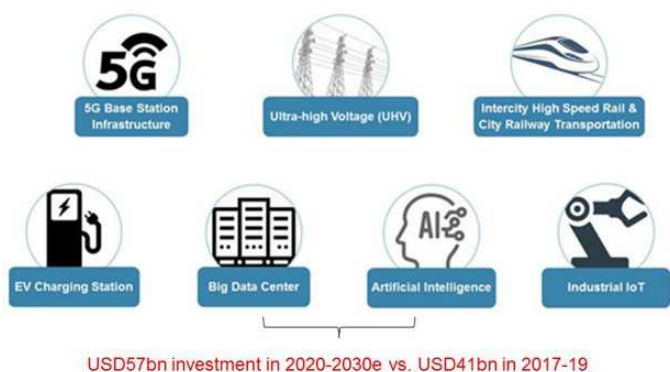 5G
5G Base Station
Infrastructure
Ultra-high Voltage (UHV)
Intercity High Speed Rail &
City Railway Transportation
AI
EV Charging Station
Big Data Center
Artificial Intelligence
Industrial IoT
USD57bn investment in 2020-2030e vs. USD41bn in 2017-19